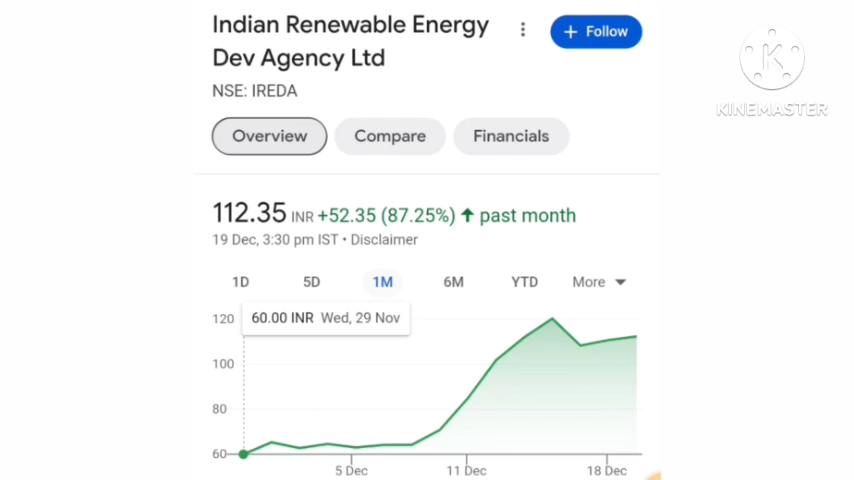 Indian Renewable Energy
Dev Agency Ltd
+ Follow
NSE: IREDA
KINEMASTER
Overview
Compare
Financials
112.35 INR +52.35 (87.25%) ↑ past month
19 Dec, 3:30 pm IST • Disclaimer
1D 5D 1M 6M YTD More
60.00 INR Wed, 29 Nov
120
100
80
60
5 Dec 11 Dec 18 Dec